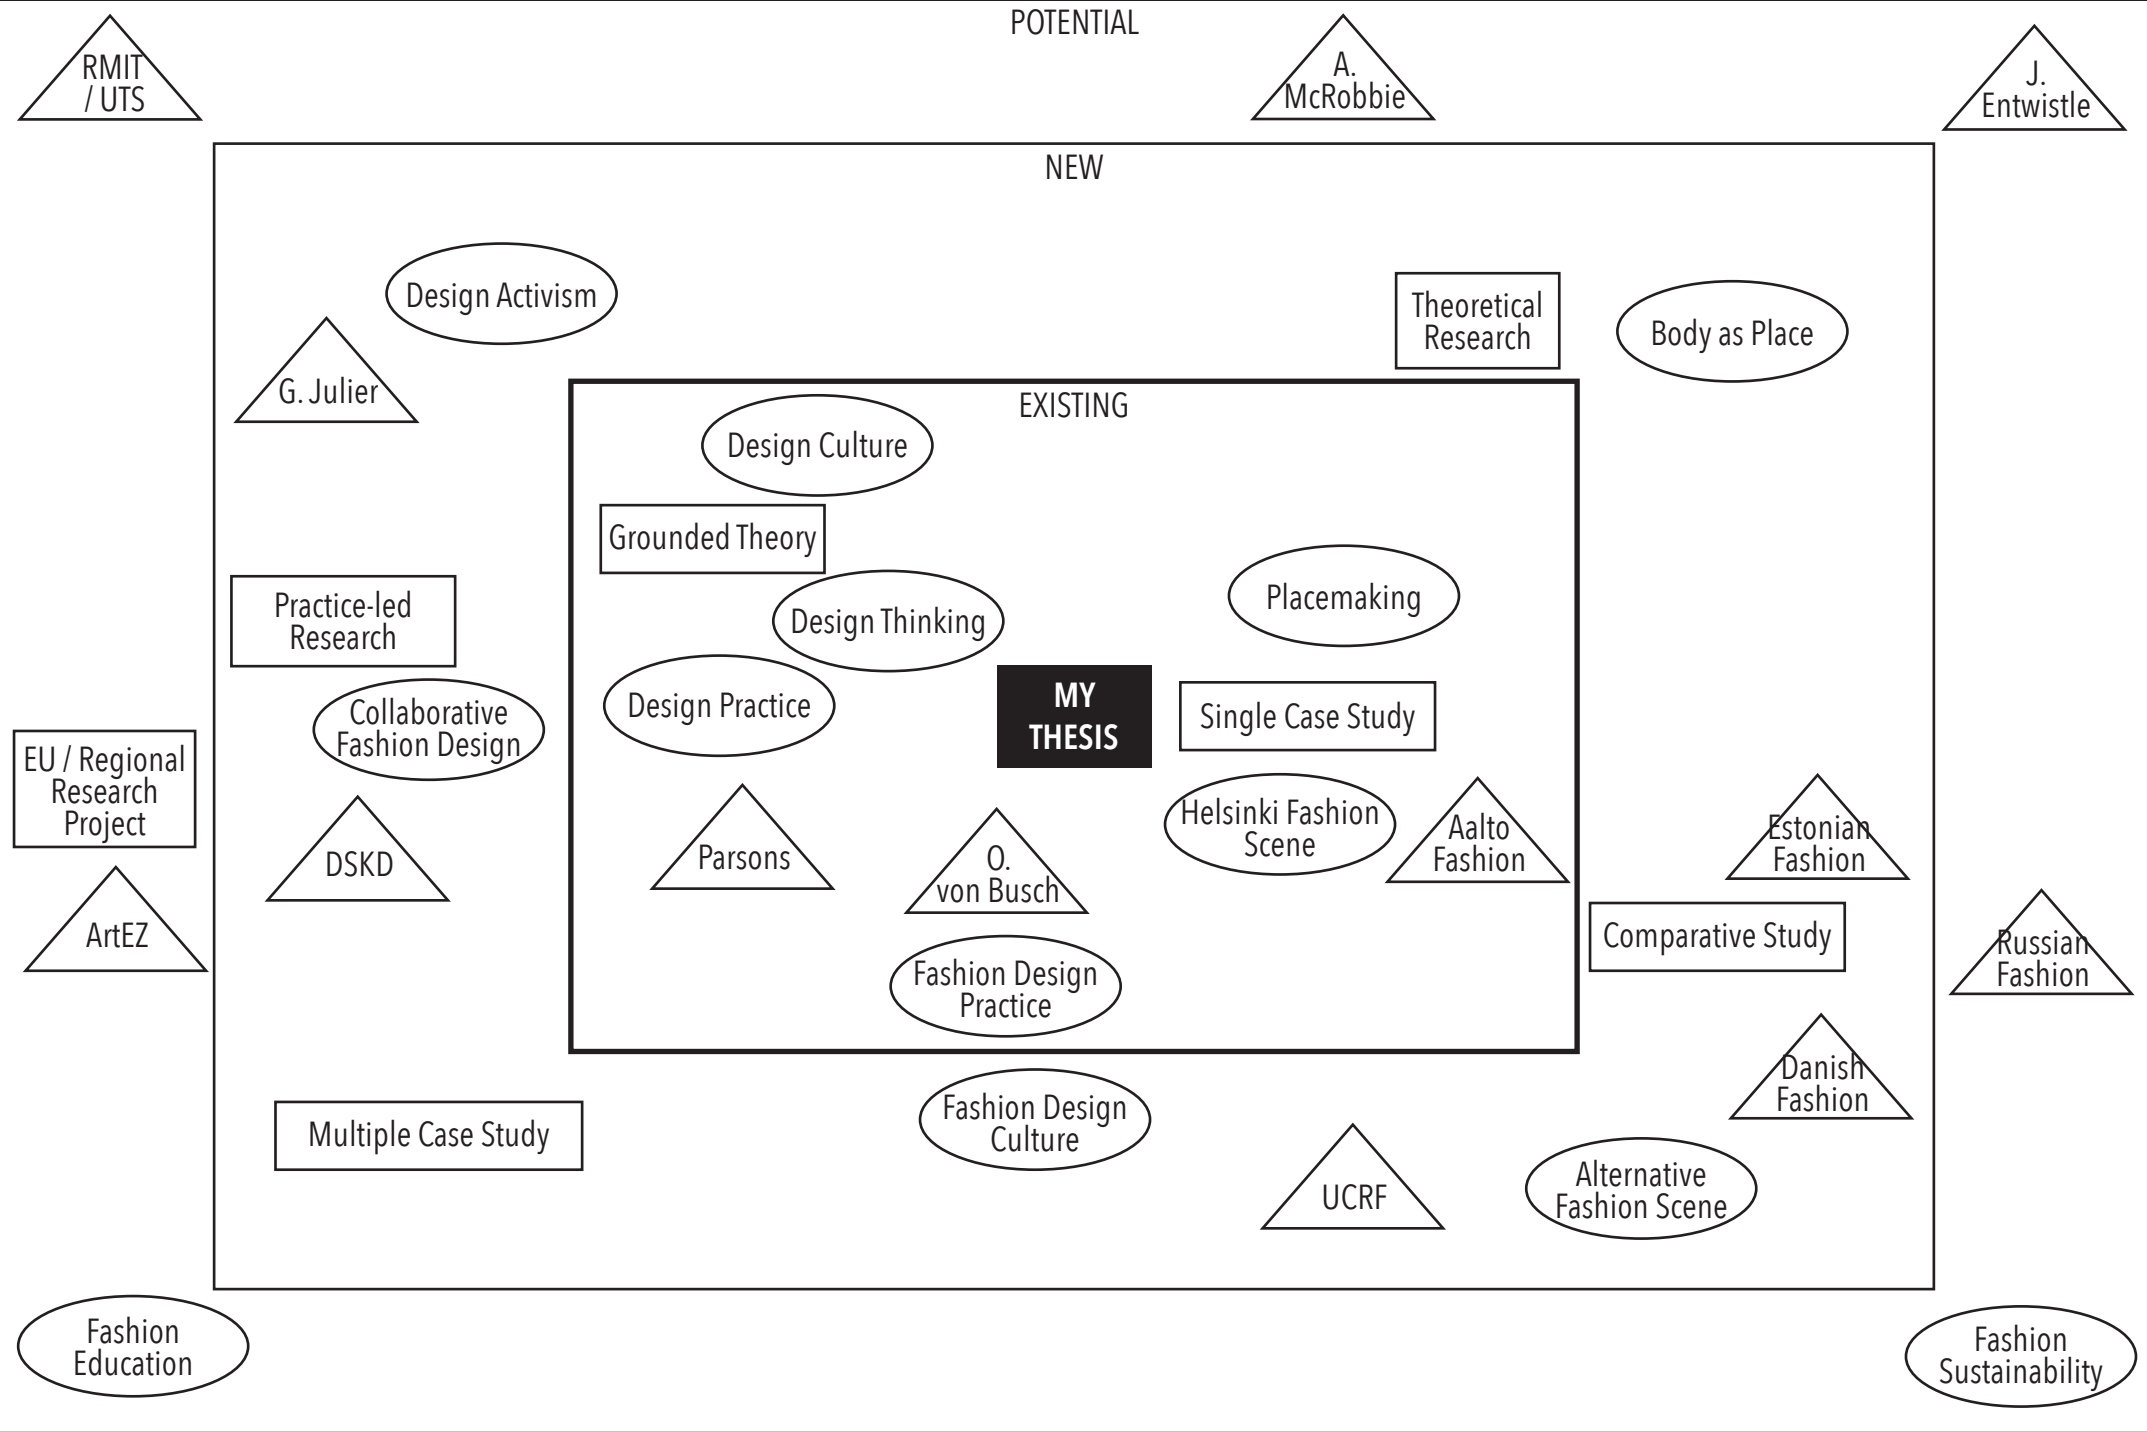 POTENTIAL
RMIT
/ UTS
A.
McRobbie
J.
Entwistle
NEW
Design Activism
Theoretical
Research
Body as Place
G. Julier
EXISTING
Design Culture
Grounded Theory
Practice-led
Research
Design Thinking
Placemaking
Collaborative
Fashion Design
Design Practice
MY
THESIS
Single Case Study
EU / Regional
Research
Project
DSKD
Parsons
O.
von Busch
Helsinki Fashion
Scene
Aalto
Fashion
Estonian
Fashion
ArtEZ
Comparative Study
Russian
Fashion
Fashion Design
Practice
Danish
Fashion
Multiple Case Study
Fashion Design
Culture
UCRF
Alternative
Fashion Scene
Fashion
Education
Fashion
Sustainability